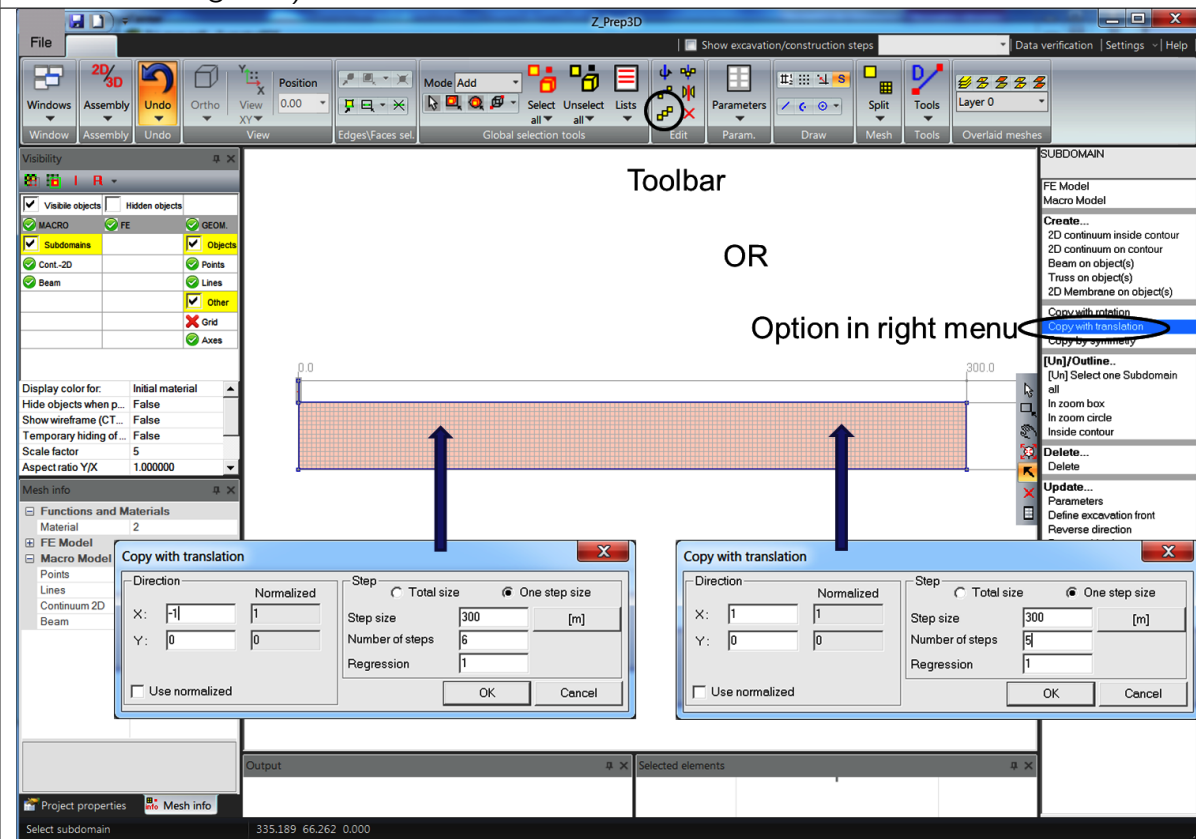 Z_Prep3D
File
Show excavation/construction steps
Data verification Settings Help
2D/3D
Position
Mode Add
Windows Assembly Undo Ortho View 0.00 Select Unselect Lists Parameters Split Tools Layer 0
XY
all all
Window Assembly Undo View Edges\Faces sel. Global selection tools Edit Param. Draw Mesh Tools Overlaid meshes
Visibility
R
Visibile objects Hidden objects
MACRO FE GEOM.
Subdomains Objects
Cont.-2D Points
Beam Lines
Other
Grid
Axes
Display color for: Initial material
Hide objects when p... False
Show wireframe (CT... False
Temporary hiding of... False
Scale factor 5
Aspect ratio Y/X 1.000000
Mesh info
Functions and Materials
Material 2
FE Model
Macro Model
Points
Lines
Continuum 2D
Beam
Toolbar
OR
Option in right menu
0.0 300.0
SUBDOMAIN
FE Model
Macro Model
Create...
2D continuum inside contour
2D continuum on contour
Beam on object(s)
Truss on object(s)
2D Membrane on object(s)
Copy with rotation
Copy with translation
Copy by symmetry
[Un]/Outline..
[Un] Select one Subdomain
all
In zoom box
In zoom circle
Inside contour
Delete...
Delete
Update...
Parameters
Define excavation front
Reverse direction
Copy with translation
Direction
Normalized
X: -1 1
Y: 0 0
Use normalized
Step
Total size One step size
Step size 300 [m]
Number of steps 6
Regression 1
OK Cancel
Copy with translation
Direction
Normalized
X: 1 1
Y: 0 0
Use normalized
Step
Total size One step size
Step size 300 [m]
Number of steps 5
Regression 1
OK Cancel
Output
Selected elements
Project properties Mesh info
Select subdomain 335.189 66.262 0.000